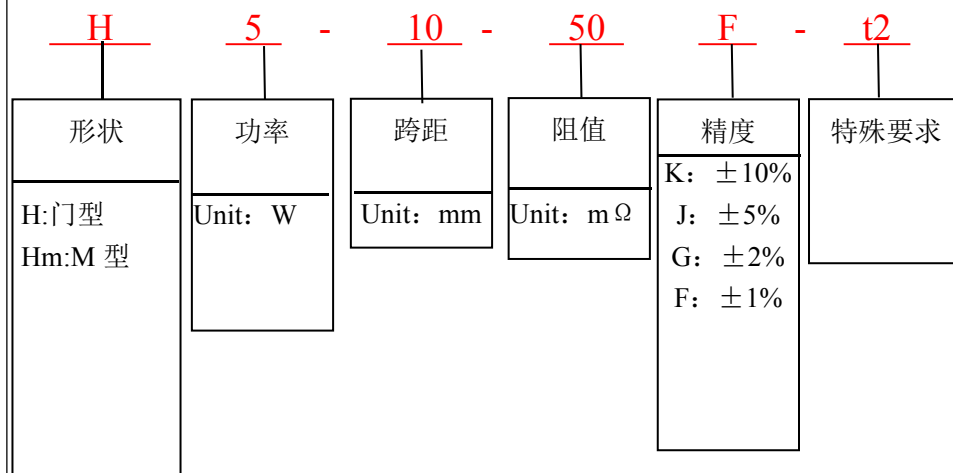 H 5 - 10 - 50 F - t2
形状 功率 跨距 阻值 精度 特殊要求
H:门型
Hm:M 型
Unit: W
Unit: mm
Unit: mΩ
K: ±10%
J: ±5%
G: ±2%
F: ±1%